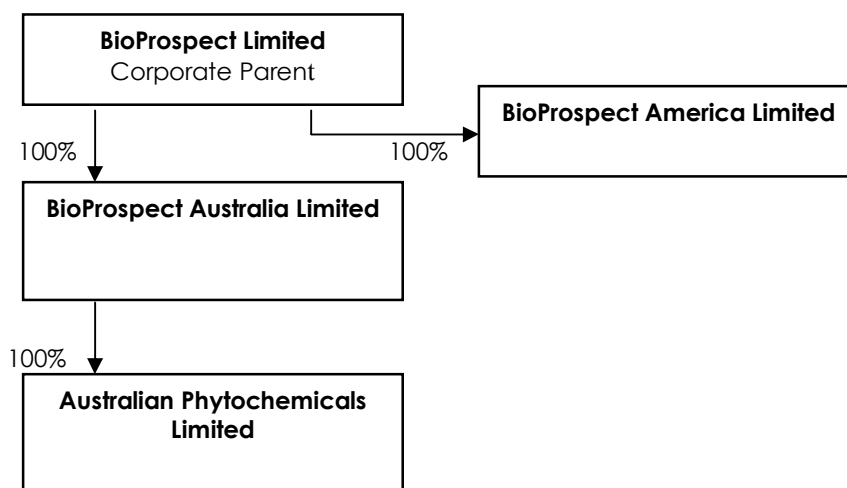 BioProspect Limited
Corporate Parent
BioProspect America Limited
100%
100%
BioProspect Australia Limited
100%
Australian Phytochemicals
Limited